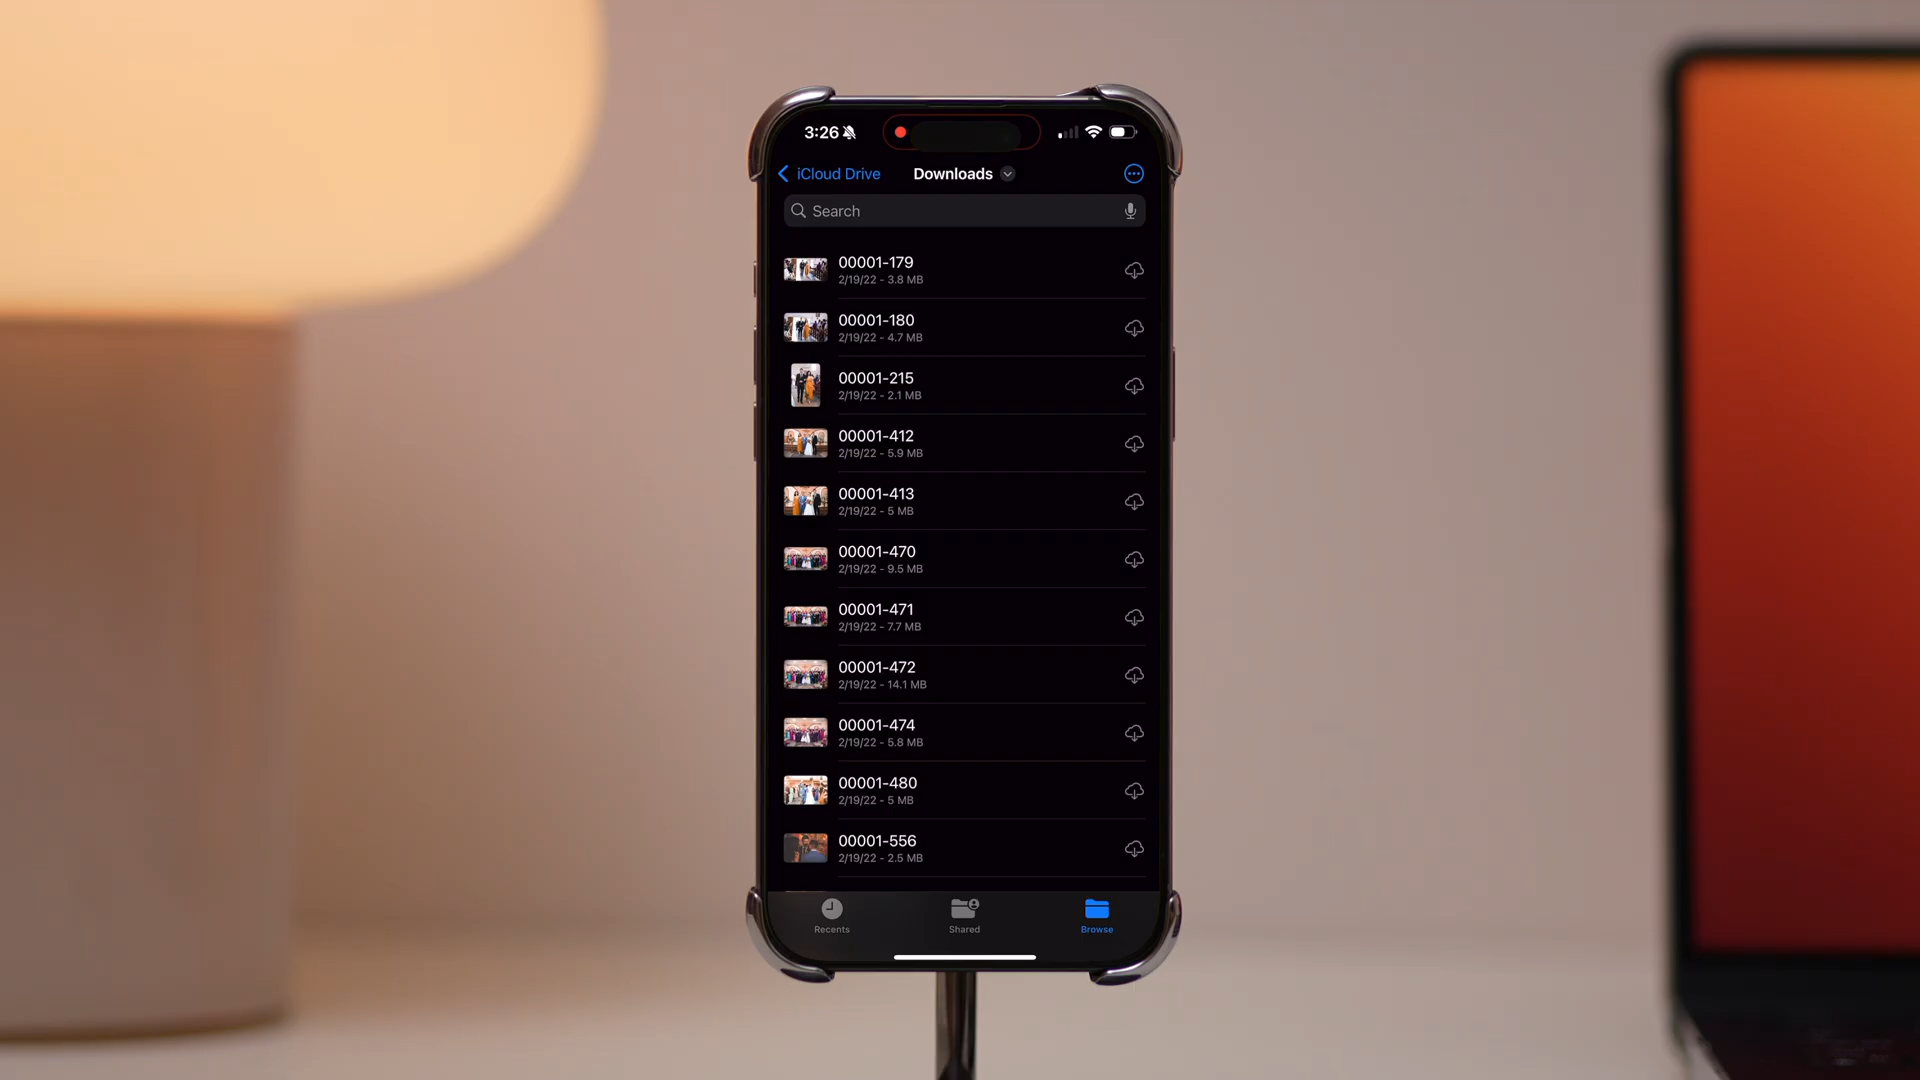 3:26
iCloud Drive
Downloads
Search
00001-179
2/19/22 - 3.8 MB
00001-180
2/19/22 - 4.7 MB
00001-215
2/19/22 - 2.1 MB
00001-412
2/19/22 - 5.9 MB
00001-413
2/19/22 - 5 MB
00001-470
2/19/22 - 9.5 MB
00001-471
2/19/22 - 7.7 MB
00001-472
2/19/22 - 14.1 MB
00001-474
2/19/22 - 5.8 MB
00001-480
2/19/22 - 5 MB
00001-556
2/19/22 - 2.5 MB
Recents
Shared
Browse